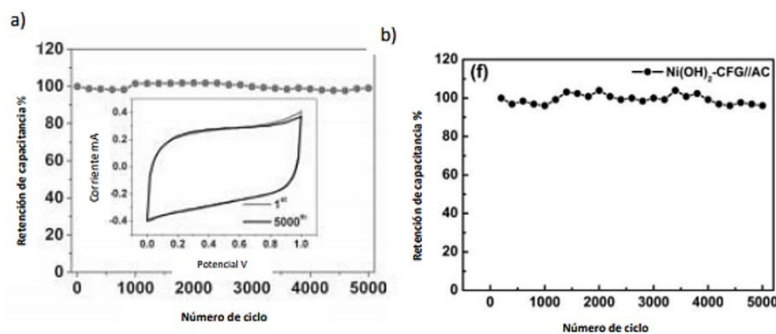 a)
Retención de capacitancia %
120
100
80
60
40
20
0
0 1000 2000 3000 4000 5000
Número de ciclo
Corriente mA
0.4
0.2
0.0
-0.2
-0.4
0.0 0.2 0.4 0.6 0.8 1.0
Potencial V
1st
5000th
b)
(f)
Ni(OH)2-CFG//AC
Retención de capacitancia %
120
100
80
60
40
20
0
0 1000 2000 3000 4000 5000
Número de ciclo